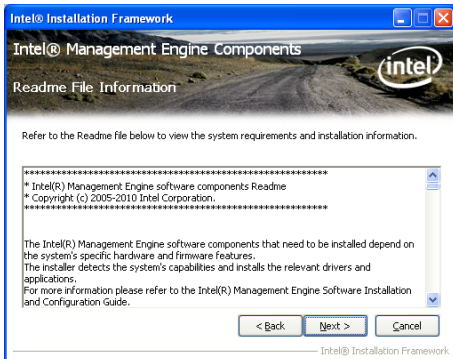 Intel® Installation Framework
Intel® Management Engine Components
intel
Readme File Information
Refer to the Readme file below to view the system requirements and installation information.
*********************************************************
* Intel(R) Management Engine software components Readme
* Copyright (c) 2005-2010 Intel Corporation.
*********************************************************
The Intel(R) Management Engine software components that need to be installed depend on
the system's specific hardware and firmware features.
The installer detects the system's capabilities and installs the relevant drivers and
applications.
For more information please refer to the Intel(R) Management Engine Software Installation
and Configuration Guide.
< Back
Next >
Cancel
Intel® Installation Framework